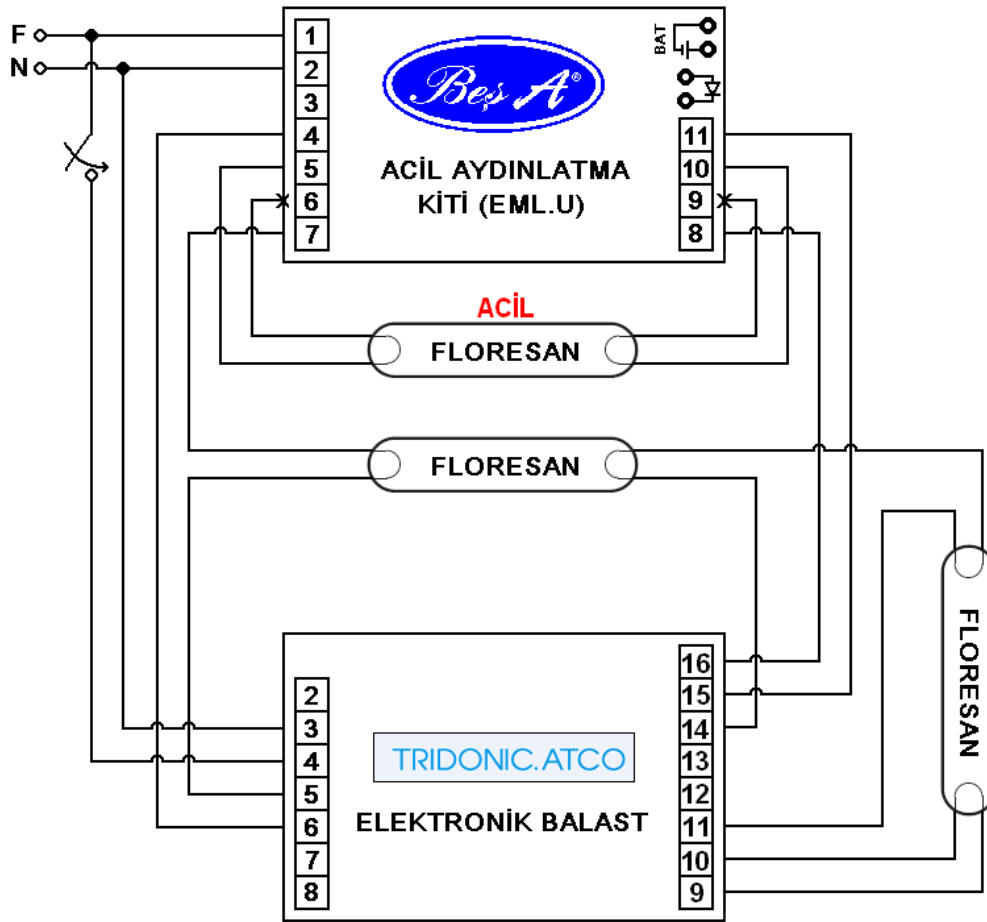 F
N
1
2
3
4
5
6
7
Beş A®
BAT
ACİL AYDINLATMA
KİTİ (EML.U)
11
10
9
8
ACİL
FLORESAN
FLORESAN
FLORESAN
2
3
4
5
6
7
8
TRIDONIC.ATCO
ELEKTRONİK BALAST
16
15
14
13
12
11
10
9